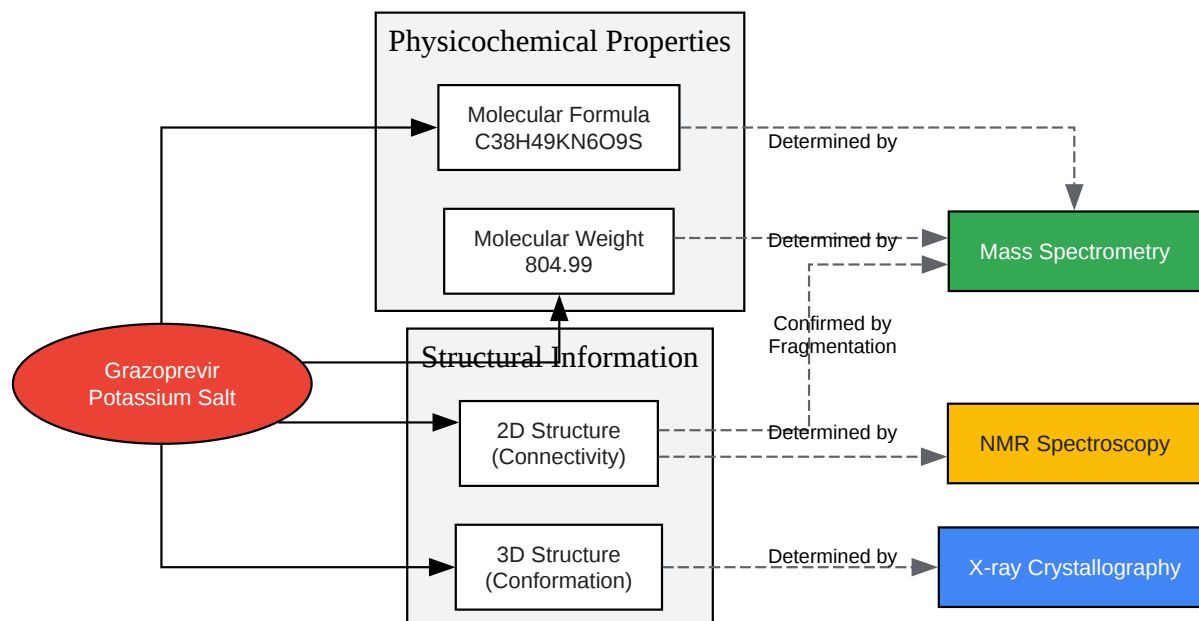 Physicochemical Properties
Molecular Formula
C38H49KN6O9S
Determined by
Molecular Weight
804.99
Determined by
Mass Spectrometry
Confirmed by
Fragmentation
Grazoprevir
Potassium Salt
Structural Information
2D Structure
(Connectivity)
Determined by
NMR Spectroscopy
3D Structure
(Conformation)
Determined by
X-ray Crystallography